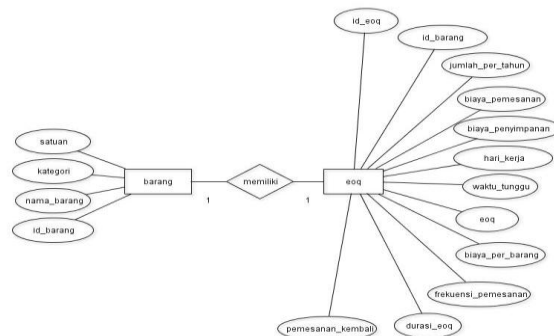 id_eoq
id_barang
jumlah_per_tahun
biaya_pemesanan
biaya_penyimpanan
hari_kerja
waktu_tunggu
eoq
biaya_per_barang
frekuensi_pemesanan
durasi_eoq
pemesanan_kembali
satuan
kategori
nama_barang
id_barang
barang
1
memiliki
1
eoq